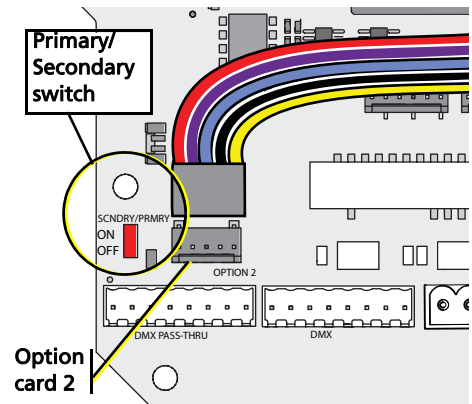 Primary/
Secondary
switch
SCNDRY/PRMRY
ON
OFF
OPTION 2
DMX PASS-THRU
DMX
Option
card 2